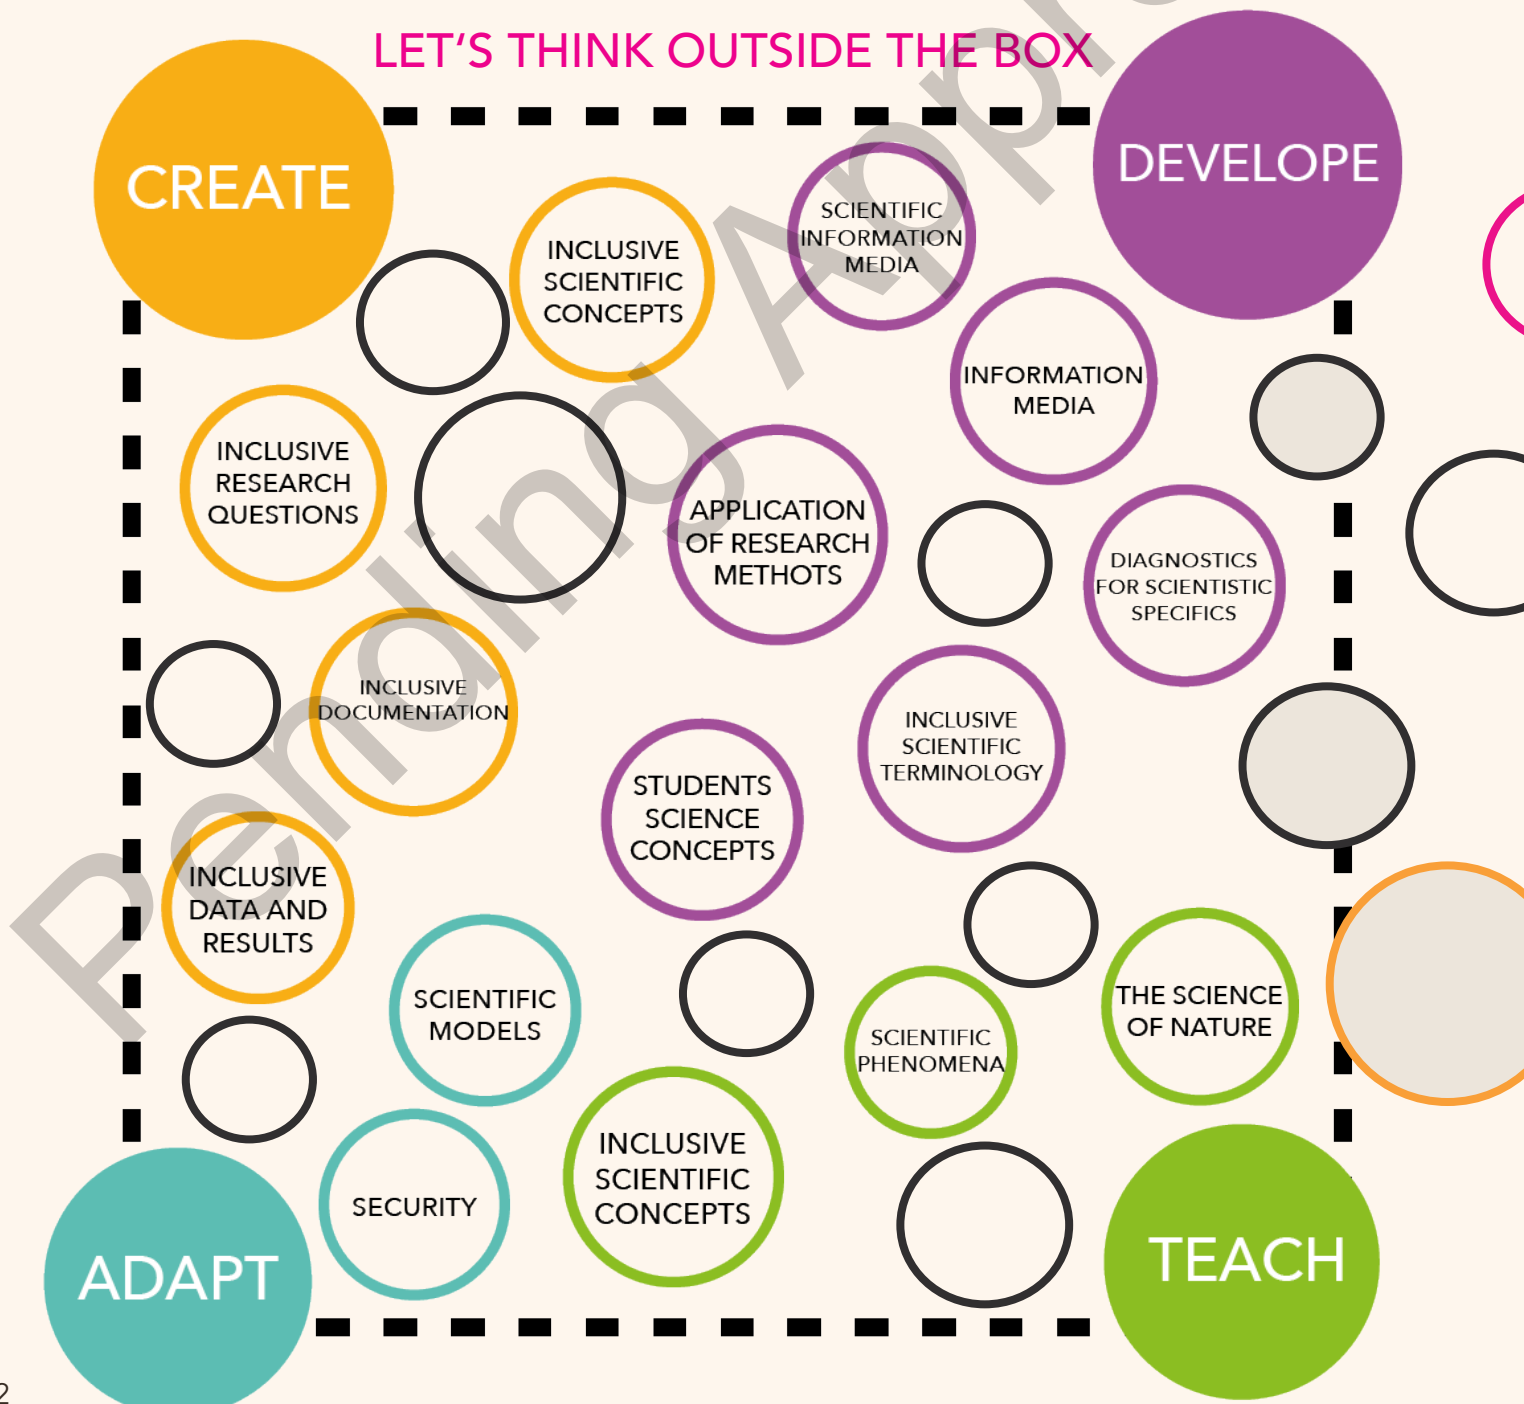 LET'S THINK OUTSIDE THE BOX
CREATE
DEVELOPE
SCIENTIFIC
INFORMATION
MEDIA
INCLUSIVE
SCIENTIFIC
CONCEPTS
INFORMATION
MEDIA
INCLUSIVE
RESEARCH
QUESTIONS
APPLICATION
OF RESEARCH
METHOTS
DIAGNOSTICS
FOR SCIENTISTIC
SPECIFICS
INCLUSIVE
DOCUMENTATION
INCLUSIVE
SCIENTIFIC
TERMINOLOGY
STUDENTS
SCIENCE
CONCEPTS
INCLUSIVE
DATA AND
RESULTS
SCIENTIFIC
MODELS
THE SCIENCE
OF NATURE
SCIENTIFIC
PHENOMENA
INCLUSIVE
SCIENTIFIC
CONCEPTS
SECURITY
ADAPT
TEACH
2
Pending